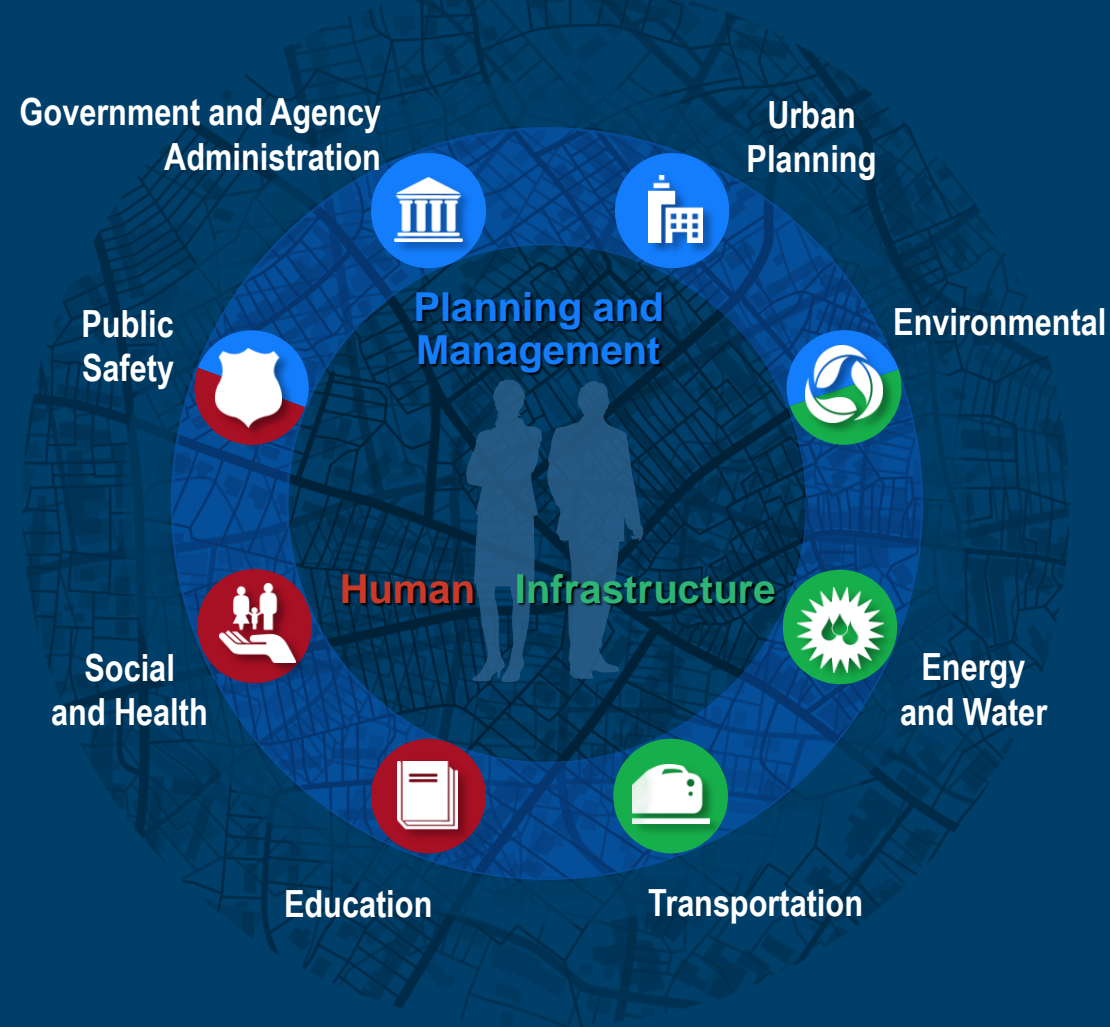 Government and Agency
Administration
Urban
Planning
Planning and
Management
Public
Safety
Environmental
Human
Infrastructure
Social
and Health
Energy
and Water
Education
Transportation